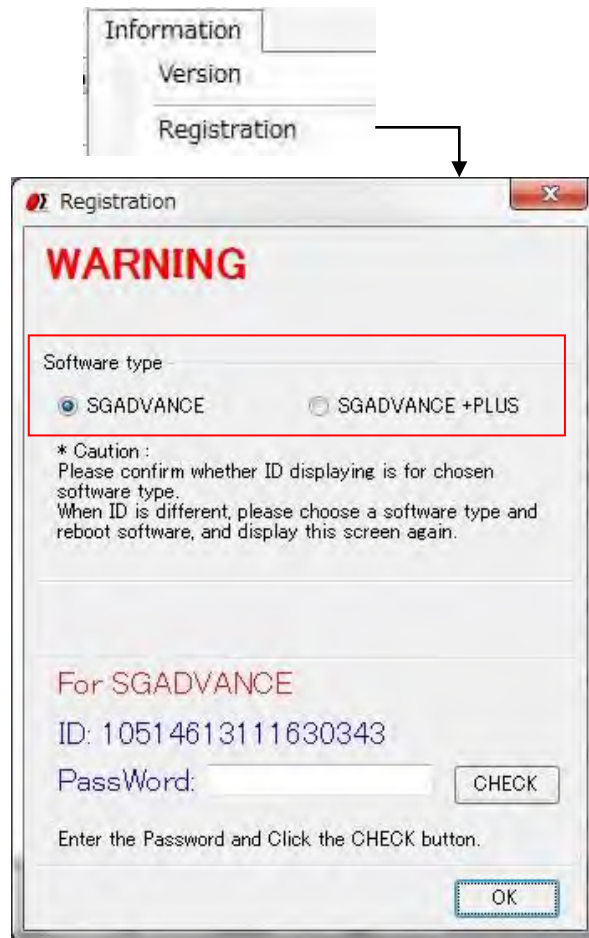 Information
Version
Registration
Registration
WARNING
Software type
SGADVANCE
SGADVANCE +PLUS
* Caution :
Please confirm whether ID displaying is for chosen
software type.
When ID is different, please choose a software type and
reboot software, and display this screen again.
For SGADVANCE
ID: 10514613111630343
PassWord:
CHECK
Enter the Password and Click the CHECK button.
OK